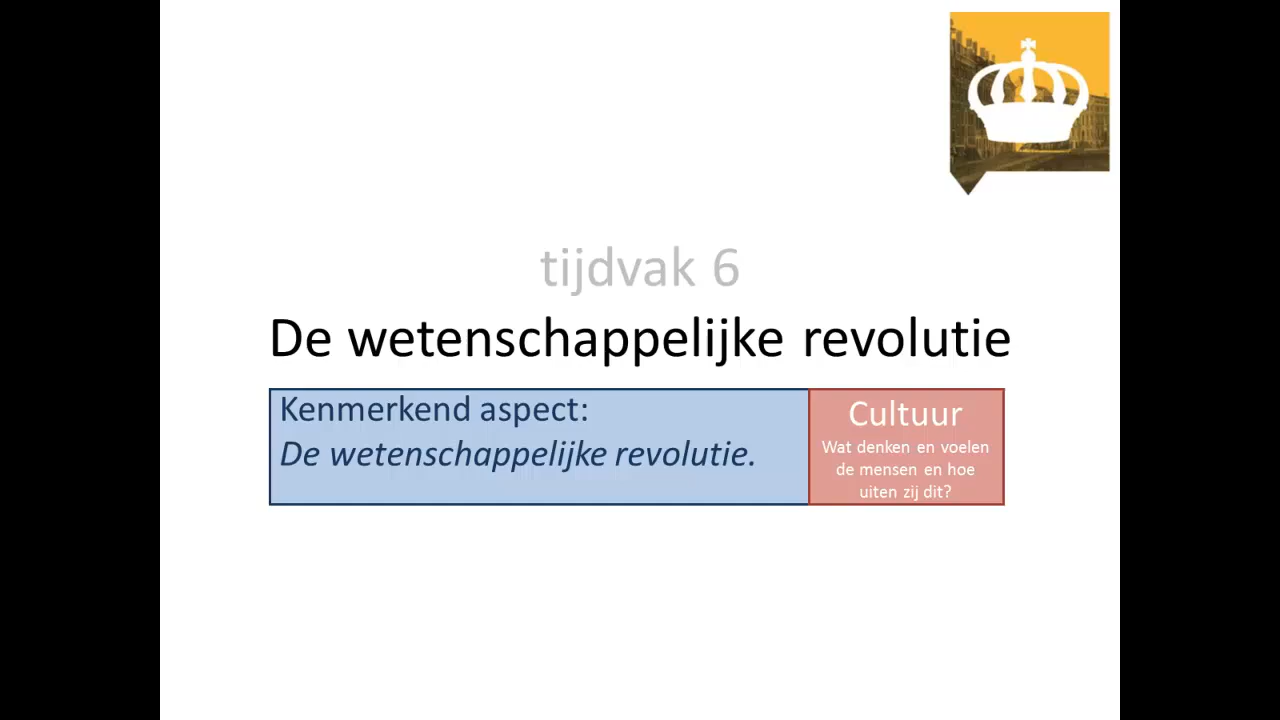 tijdvak 6
De wetenschappelijke revolutie
Kenmerkend aspect:
De wetenschappelijke revolutie.
Cultuur
Wat denken en voelen
de mensen en hoe
uiten zij dit?